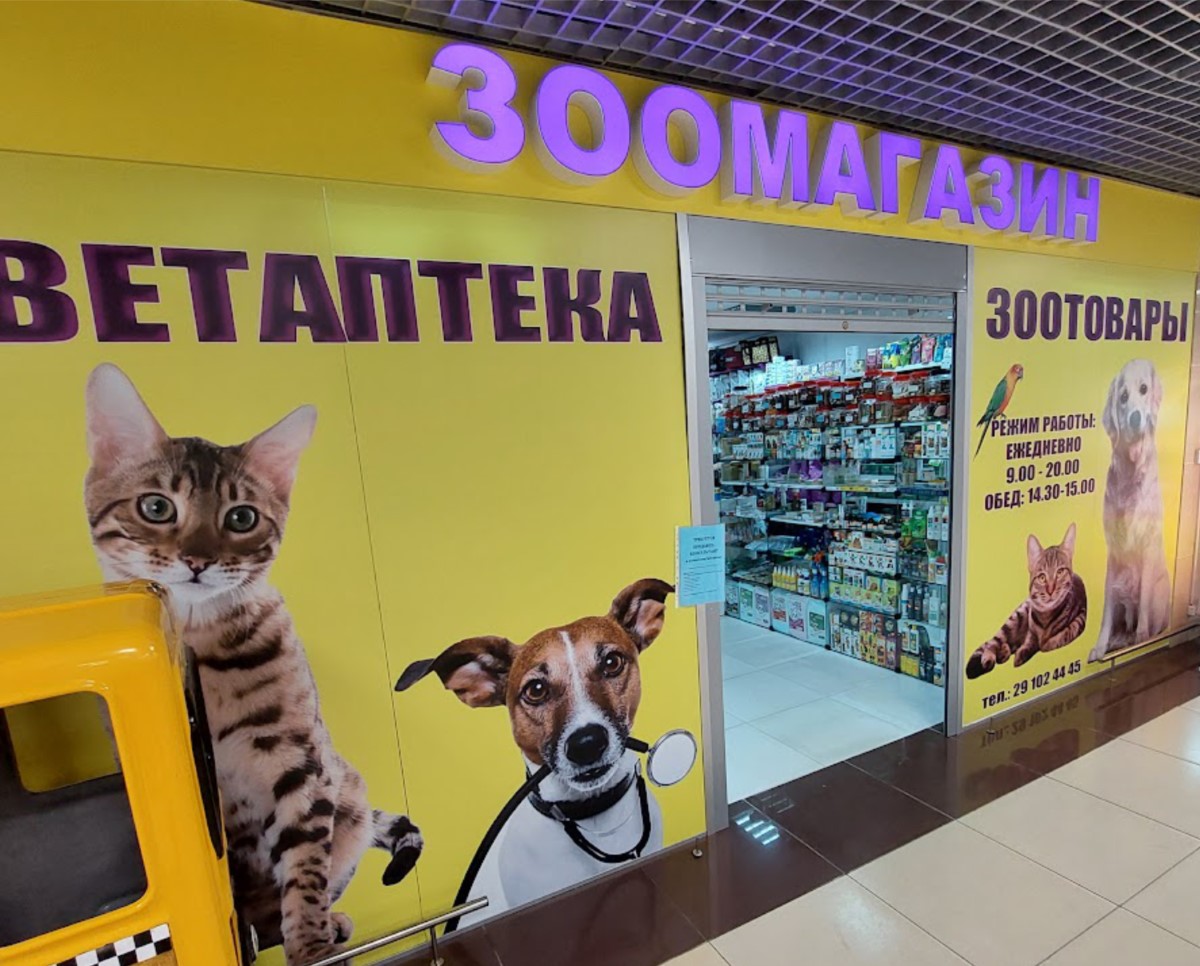 ЗООМАГАЗИН
ВЕТАПТЕКА
ЗООТОВАРЫ
РЕЖИМ РАБОТЫ:
ЕЖЕДНЕВНО
9.00 - 20.00
ОБЕД: 14.30-15.00
тел.: 29 102 44 45